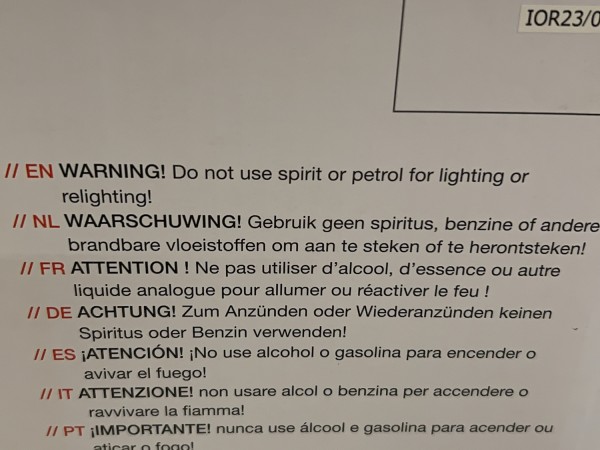 IOR23/0
// EN WARNING! Do not use spirit or petrol for lighting or
relighting!
// NL WAARSCHUWING! Gebruik geen spiritus, benzine of andere
brandbare vloeistoffen om aan te steken of te herontsteken!
// FR ATTENTION ! Ne pas utiliser d'alcool, d'essence ou autre
liquide analogue pour allumer ou réactiver le feu !
// DE ACHTUNG! Zum Anzünden oder Wiederanzünden keinen
Spiritus oder Benzin verwenden!
// ES ¡ATENCIÓN! ¡No use alcohol o gasolina para encender o
avivar el fuego!
// IT ATTENZIONE! non usare alcol o benzina per accendere o
ravvivare la fiamma!
// PT ¡IMPORTANTE! nunca use álcool e gasolina para acender ou
aticar o fogo!